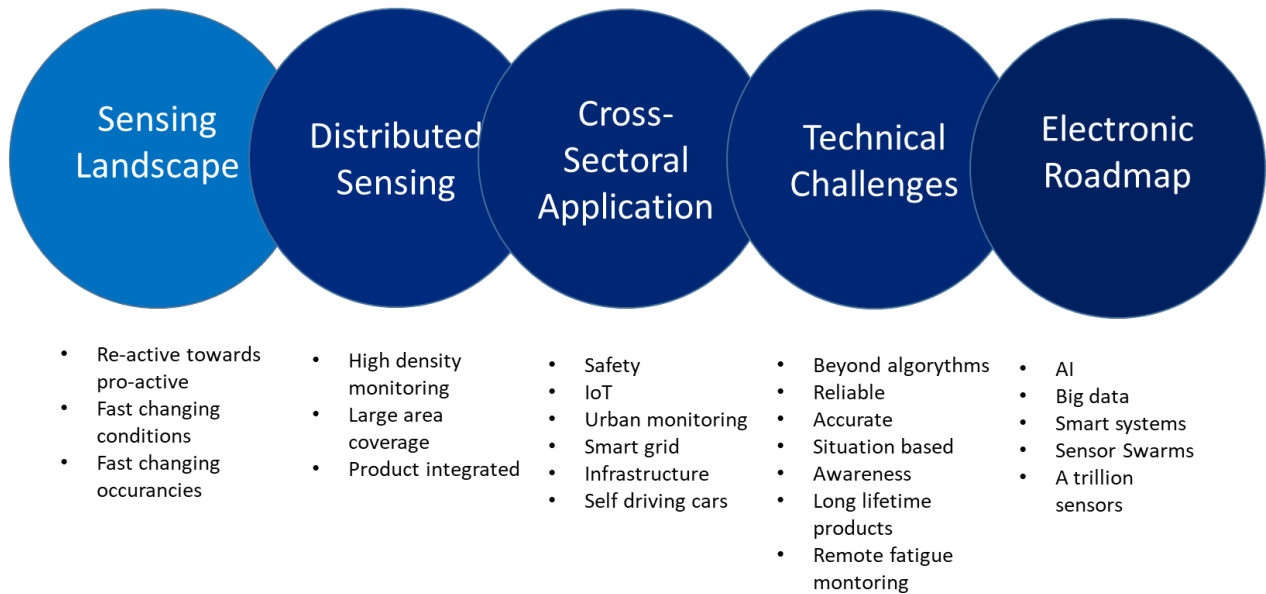 Sensing
Landscape
Distributed
Sensing
Cross-
Sectoral
Application
Technical
Challenges
Electronic
Roadmap
• Re-active towards
pro-active
• Fast changing
conditions
• Fast changing
occurancies
• High density
monitoring
• Large area
coverage
• Product integrated
• Safety
• IoT
• Urban monitoring
• Smart grid
• Infrastructure
• Self driving cars
• Beyond algorythms
• Reliable
• Accurate
• Situation based
• Awareness
• Long lifetime
products
• Remote fatigue
montoring
• AI
• Big data
• Smart systems
• Sensor Swarms
• A trillion
sensors